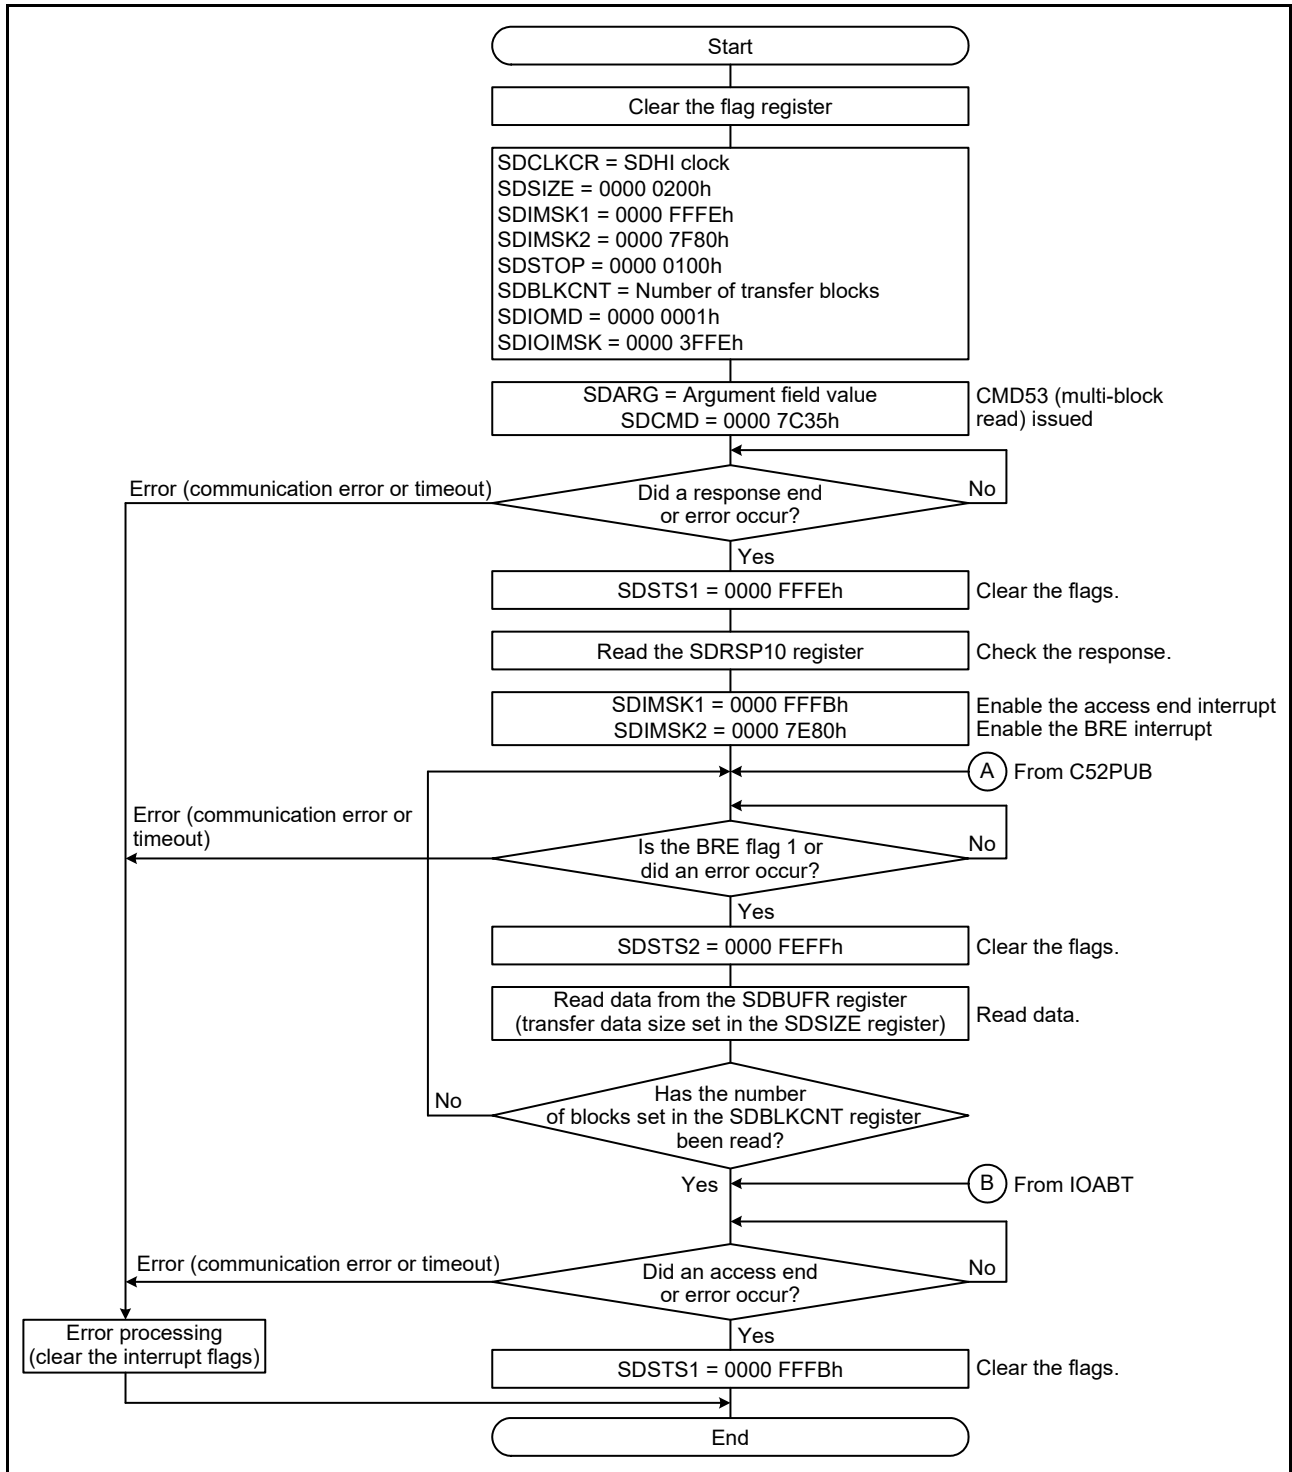 Start
Clear the flag register
SDCLKCR = SDHI clock
SDSIZE = 0000 0200h
SDIMSK1 = 0000 FFFEh
SDIMSK2 = 0000 7F80h
SDSTOP = 0000 0100h
SDBLKCNT = Number of transfer blocks
SDIOMD = 0000 0001h
SDIOIMSK = 0000 3FFEh
SDARG = Argument field value
SDCMD = 0000 7C35h
CMD53 (multi-block
read) issued
Error (communication error or timeout)
Did a response end
or error occur?
No
Yes
SDSTS1 = 0000 FFFEh
Clear the flags.
Read the SDRSP10 register
Check the response.
SDIMSK1 = 0000 FFFBh
SDIMSK2 = 0000 7E80h
Enable the access end interrupt
Enable the BRE interrupt
A
From C52PUB
Error (communication error or
timeout)
Is the BRE flag 1 or
did an error occur?
No
Yes
SDSTS2 = 0000 FEFFh
Clear the flags.
Read data from the SDBUFR register
(transfer data size set in the SDSIZE register)
Read data.
No
Has the number
of blocks set in the SDBLKCNT register
been read?
Yes
B
From IOABT
Error (communication error or timeout)
Did an access end
or error occur?
No
Yes
Error processing
(clear the interrupt flags)
SDSTS1 = 0000 FFFBh
Clear the flags.
End